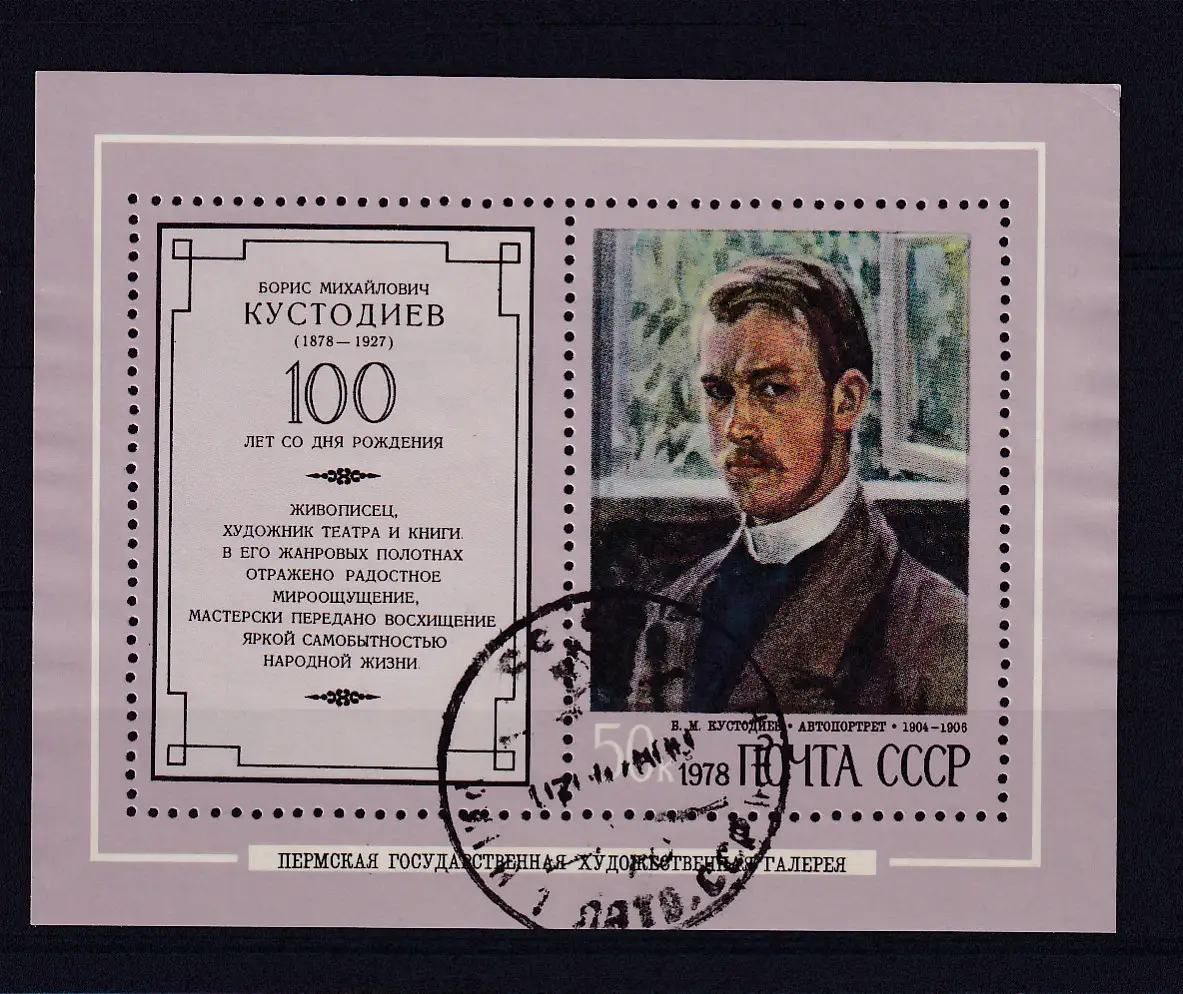 БОРИС МИХАЙЛОВИЧ
КУСТОДИЕВ
(1878—1927)
100
ЛЕТ СО ДНЯ РОЖДЕНИЯ
ЖИВОПИСЕЦ,
ХУДОЖНИК ТЕАТРА И КНИГИ.
В ЕГО ЖАНРОВЫХ ПОЛОТНАХ
ОТРАЖЕНО РАДОСТНОЕ
МИРООЩУЩЕНИЕ,
МАСТЕРСКИ ПЕРЕДАНО ВОСХИЩЕНИЕ
ЯРКОЙ САМОБЫТНОСТЬЮ
НАРОДНОЙ ЖИЗНИ.
Б. М. КУСТОДИЕВ • АВТОПОРТРЕТ • 1904–1906
50к 1978 ПОЧТА СССР
ПЕРМСКАЯ ГОСУДАРСТВЕННАЯ ХУДОЖЕСТВЕННАЯ ГАЛЕРЕЯ